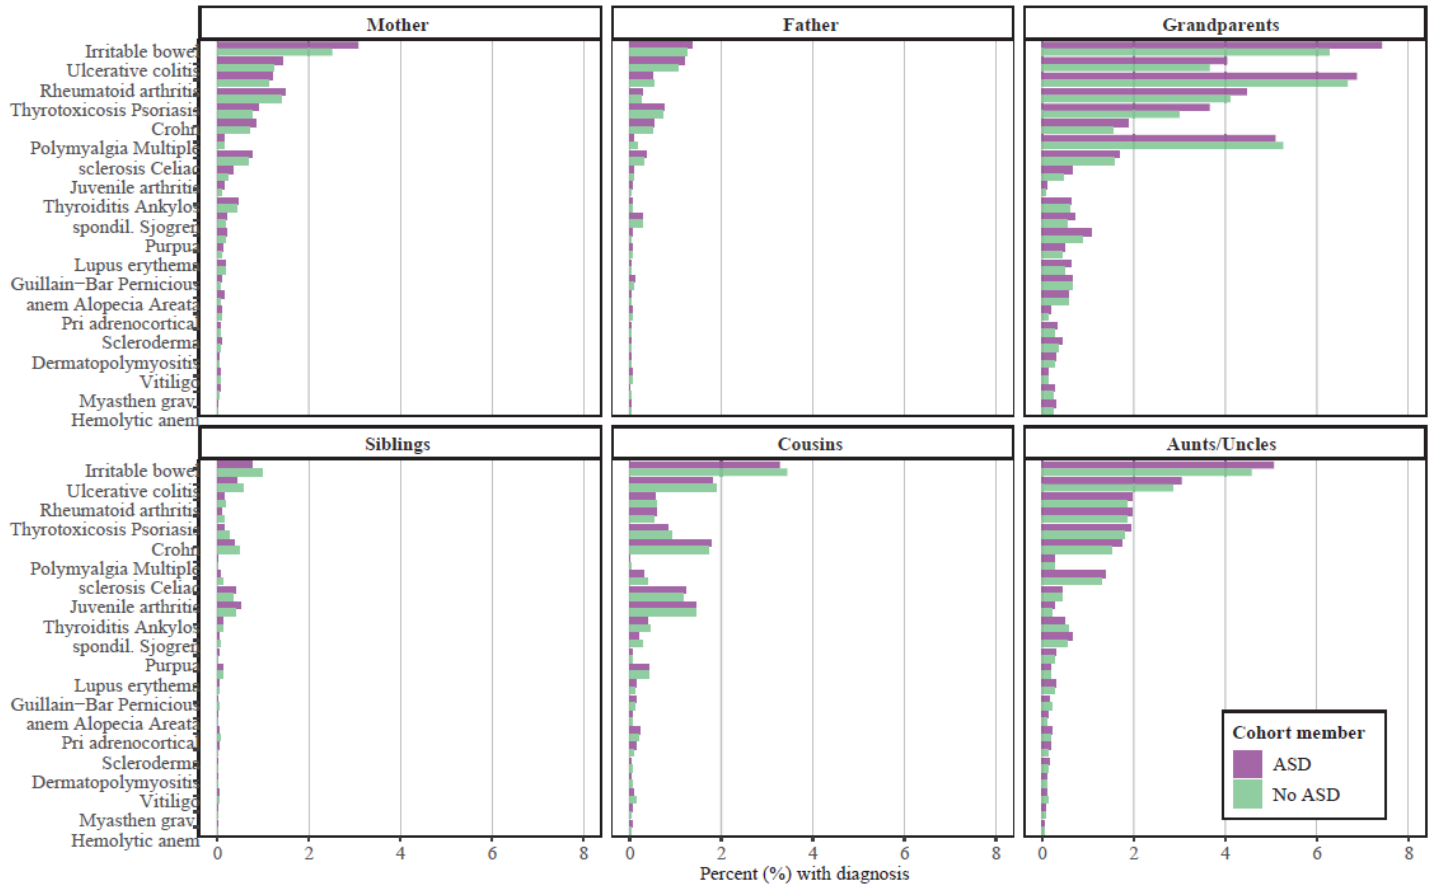 Mother Father Grandparents
Irritable bowel
Ulcerative colitis
Rheumatoid arthritis
Thyrotoxicosis Psoriasis
Crohn
Polymyalgia Multiple
sclerosis Celiac
Juvenile arthritis
Thyroiditis Ankylos
spondil. Sjogren
Purpua
Lupus erythema
Guillain−Bar Pernicious
anem Alopecia Areata
Pri adrenocortical
Scleroderma
Dermatopolymyositis
Vitiligo
Myasthen grav.
Hemolytic anem
Siblings Cousins Aunts/Uncles
Irritable bowel
Ulcerative colitis
Rheumatoid arthritis
Thyrotoxicosis Psoriasis
Crohn
Polymyalgia Multiple
sclerosis Celiac
Juvenile arthritis
Thyroiditis Ankylos
spondil. Sjogren
Purpua
Lupus erythema
Guillain−Bar Pernicious
anem Alopecia Areata
Pri adrenocortical
Scleroderma
Dermatopolymyositis
Vitiligo
Myasthen grav.
Hemolytic anem
Cohort member
ASD
No ASD
0 2 4 6 8 0 2 4 6 8 0 2 4 6 8
Percent (%) with diagnosis